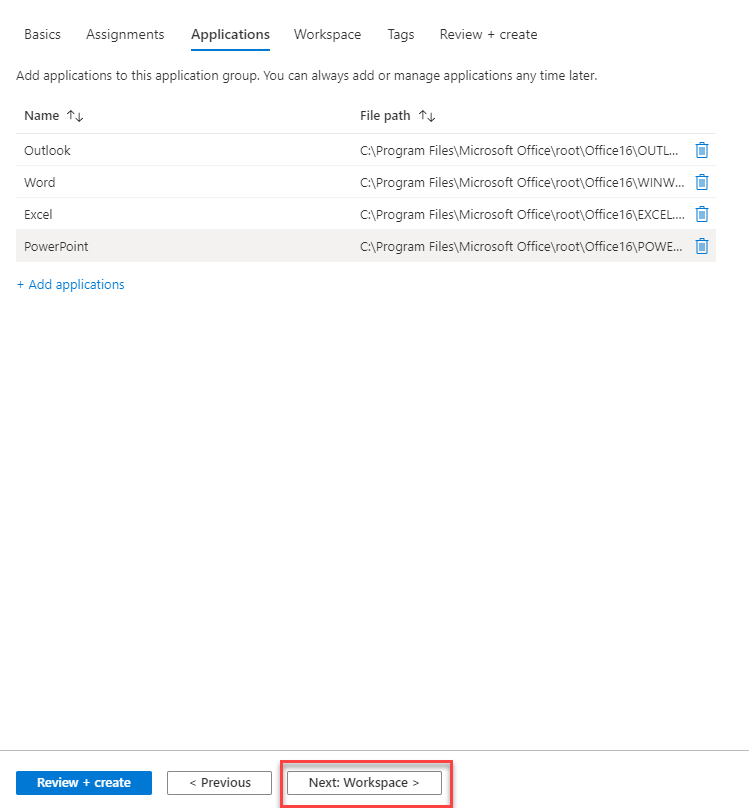 Basics Assignments Applications Workspace Tags Review + create
Add applications to this application group. You can always add or manage applications any time later.
Name ↑↓ File path ↑↓
Outlook C:\Program Files\Microsoft Office\root\Office16\OUTL...
Word C:\Program Files\Microsoft Office\root\Office16\WINW...
Excel C:\Program Files\Microsoft Office\root\Office16\EXCEL....
PowerPoint C:\Program Files\Microsoft Office\root\Office16\POWE...
+ Add applications
Review + create < Previous Next: Workspace >